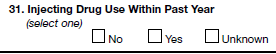 31. Injecting Drug Use Within Past Year
(select one)
No Yes Unknown